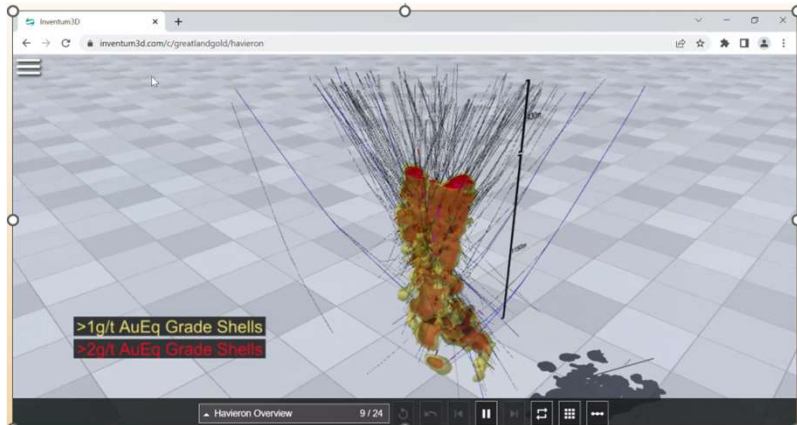 Inventum3D
inventum3d.com/c/greatlandgold/havieron
>1g/t AuEq Grade Shells
>2g/t AuEq Grade Shells
Havieron Overview 9 / 24